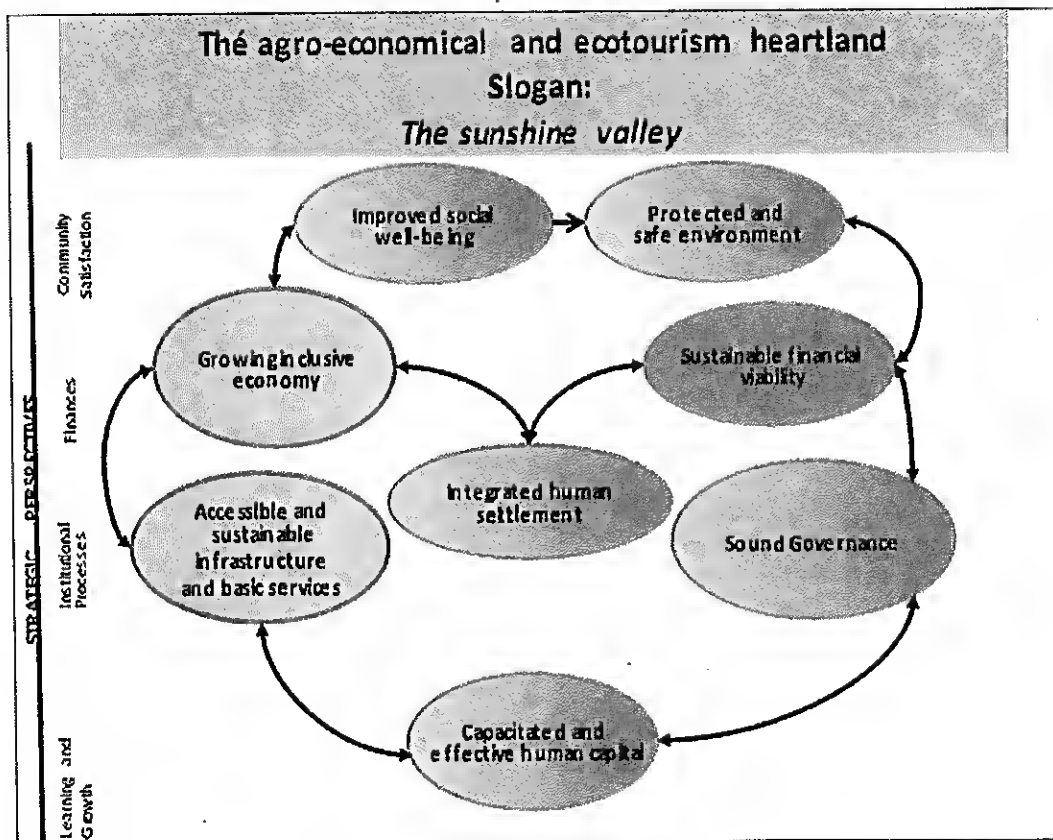 Thé agro-economical and ecotourism heartland
Slogan:
The sunshine valley
STRATEGIC PERSPECTIVES
Community
Satisfaction
Finances
Institutional
Processes
Learning and
Growth
Improved social
well-being
Protected and
safe environment
Growing inclusive
economy
Sustainable financial
viability
Integrated human
settlement
Accessible and
sustainable
infrastructure
and basic services
Sound Governance
Capacitated and
effective human capital